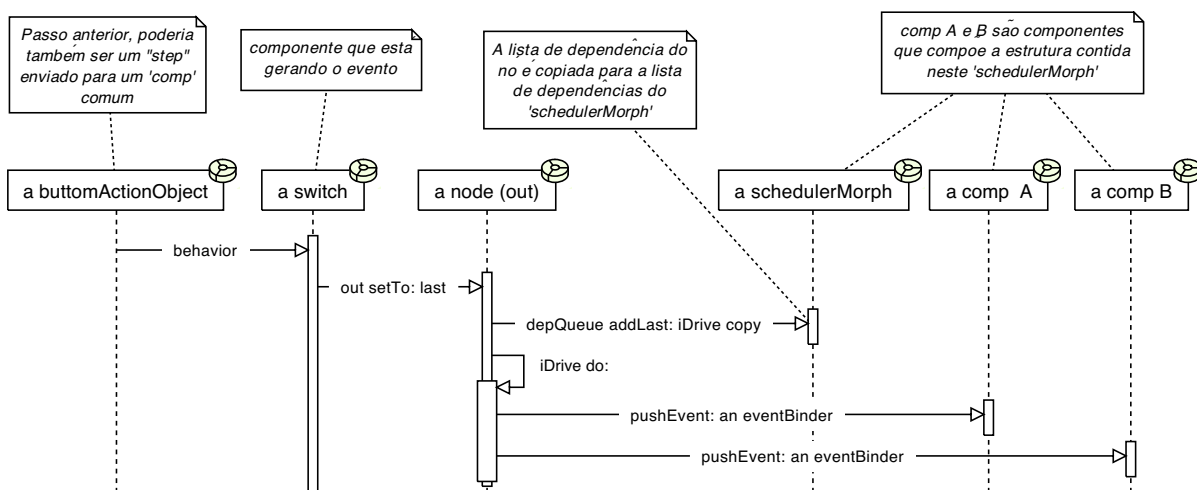 Passo anterior, poderia
também ser um "step"
enviado para um 'comp'
comum
componente que esta
gerando o evento
A lista de dependência do
no é copiada para a lista
de dependências do
'schedulerMorph'
comp A e B são componentes
que compoe a estrutura contida
neste 'schedulerMorph'
a buttomActionObject
a switch
a node (out)
a schedulerMorph
a comp A
a comp B
behavior
out setTo: last
depQueue addLast: iDrive copy
iDrive do:
pushEvent: an eventBinder
pushEvent: an eventBinder